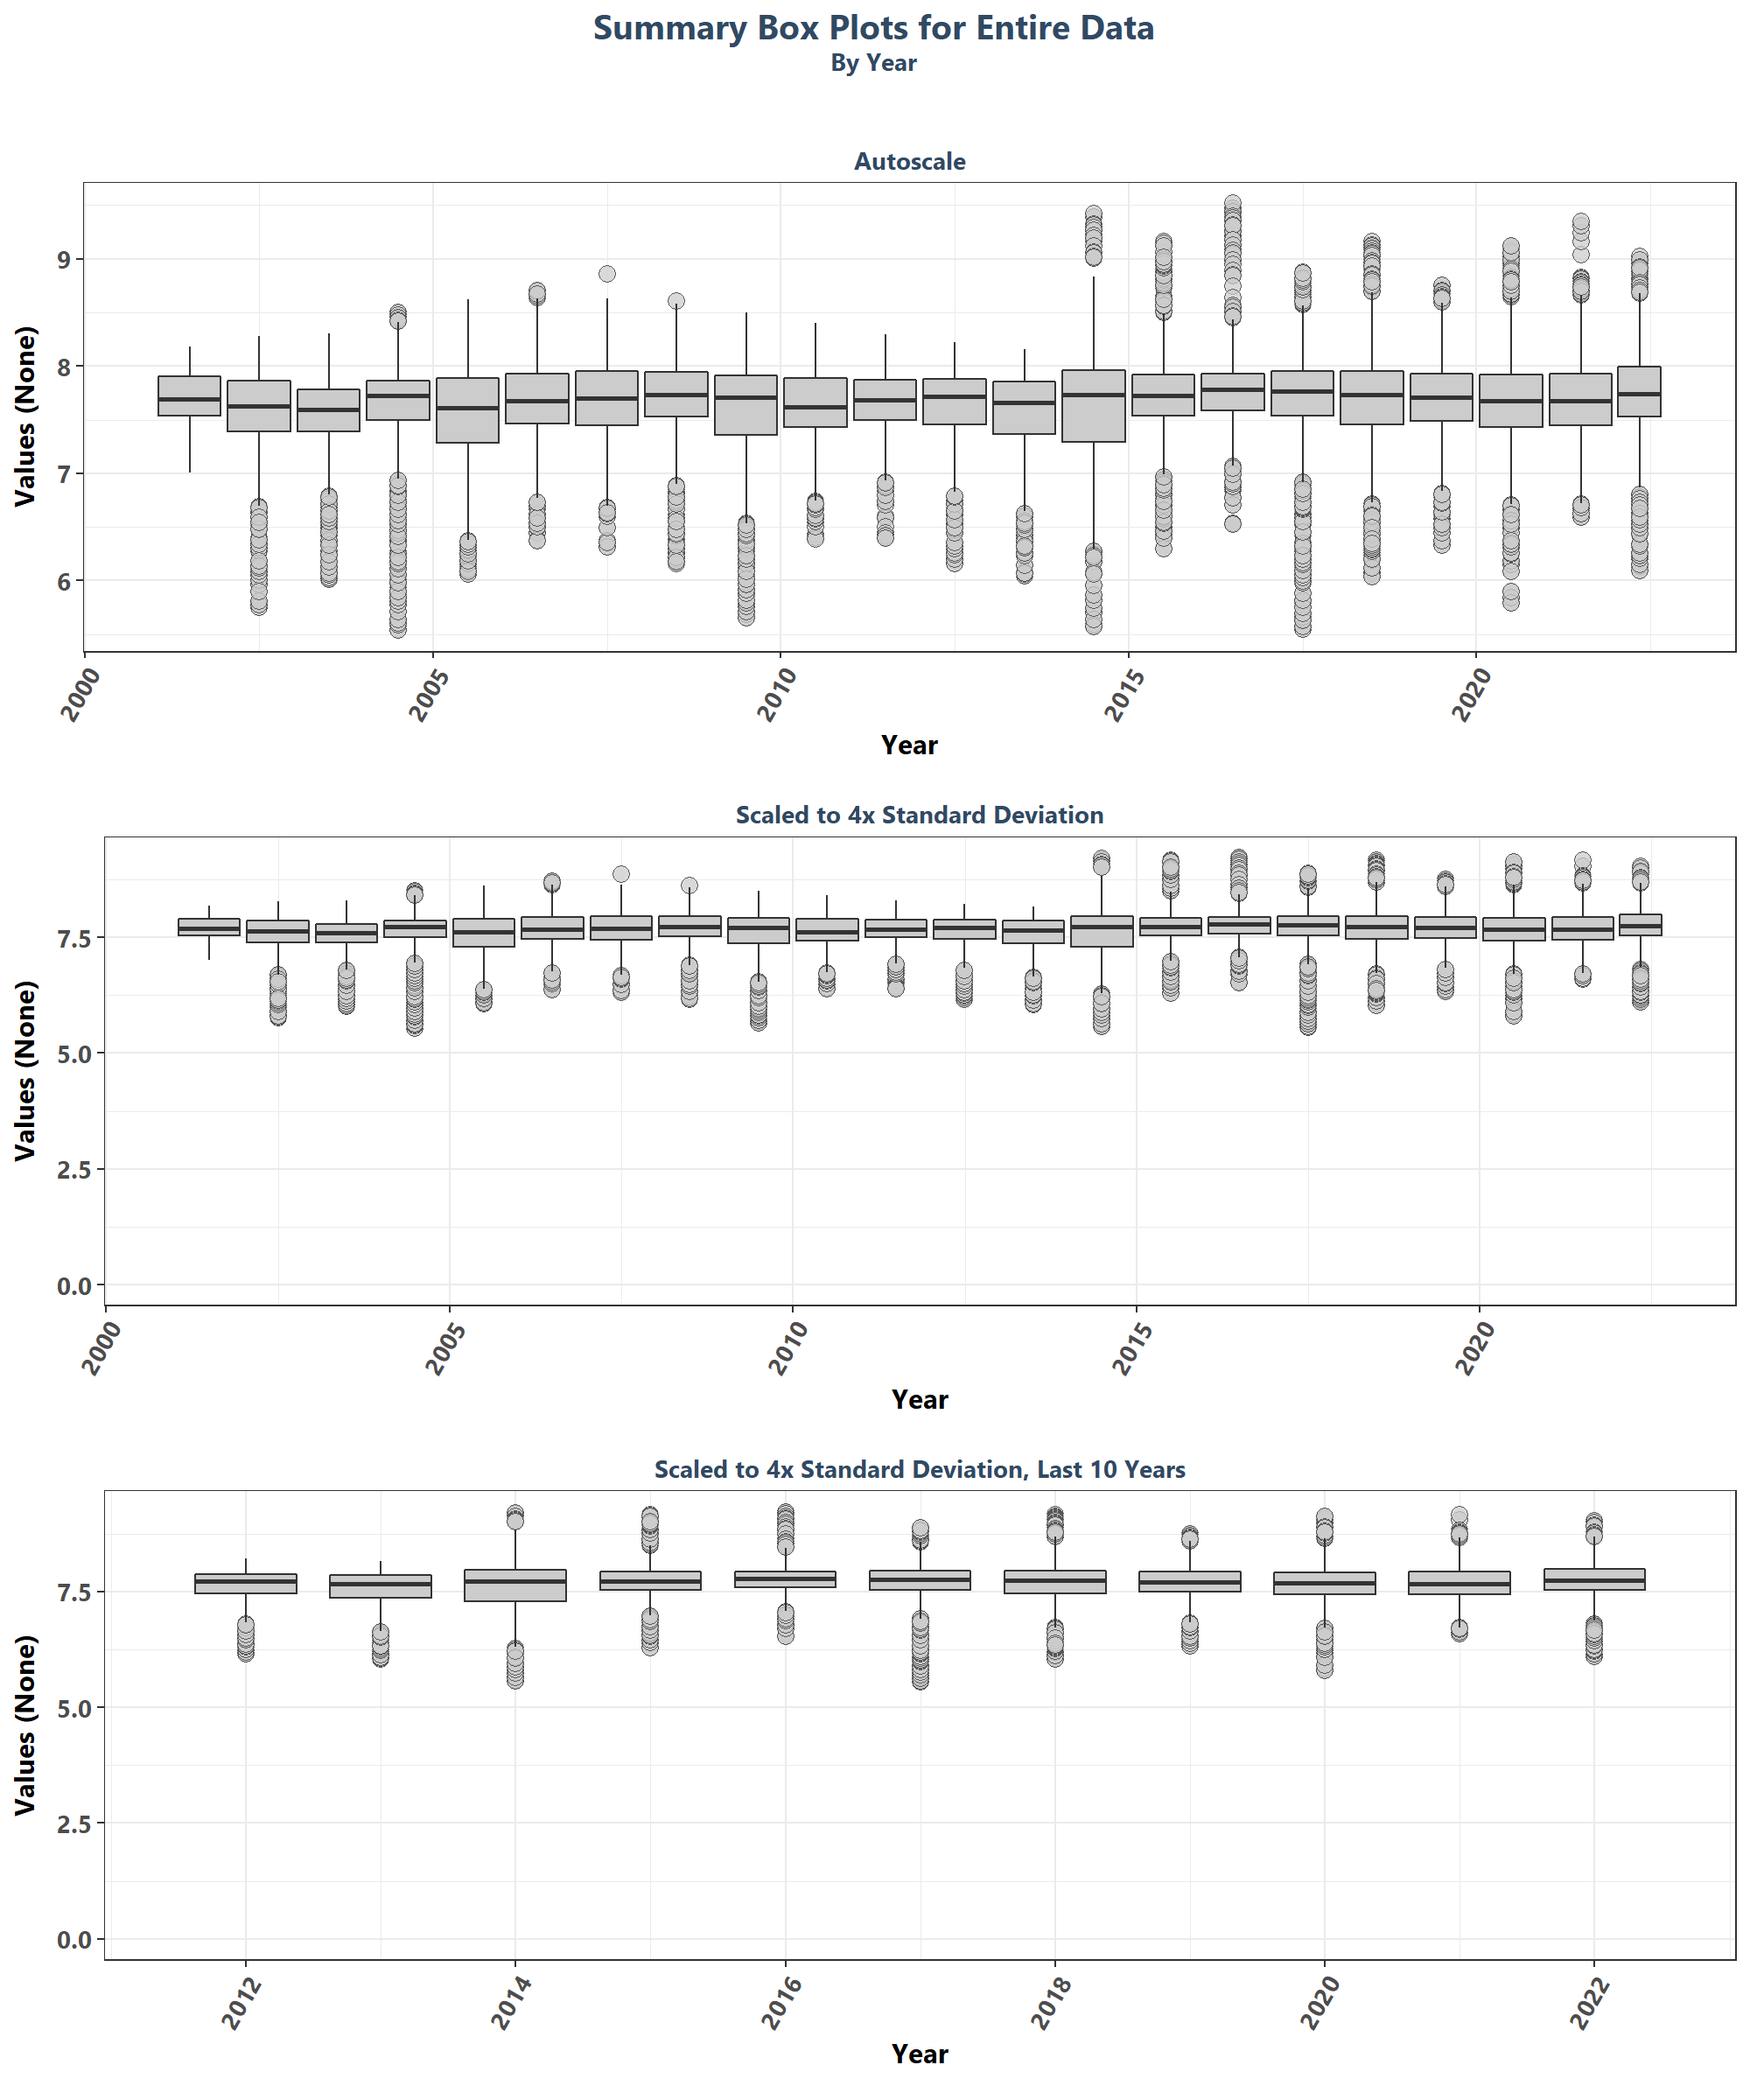 Summary Box Plots for Entire Data
By Year
Autoscale
Values (None)
9
8
7
6
2000
2005
2010
2015
2020
Year
Scaled to 4x Standard Deviation
Values (None)
7.5
5.0
2.5
0.0
2000
2005
2010
2015
2020
Year
Scaled to 4x Standard Deviation, Last 10 Years
Values (None)
7.5
5.0
2.5
0.0
2012
2014
2016
2018
2020
2022
Year